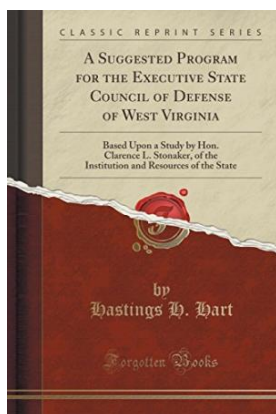 CLASSIC REPRINT SERIES
A SUGGESTED PROGRAM
FOR THE EXECUTIVE STATE
COUNCIL OF DEFENSE
OF WEST VIRGINIA
Based Upon a Study by Hon.
Clarence L. Stonaker, of the
Institution and Resources of the State
by
Hastings H. Hart
Forgotten Books